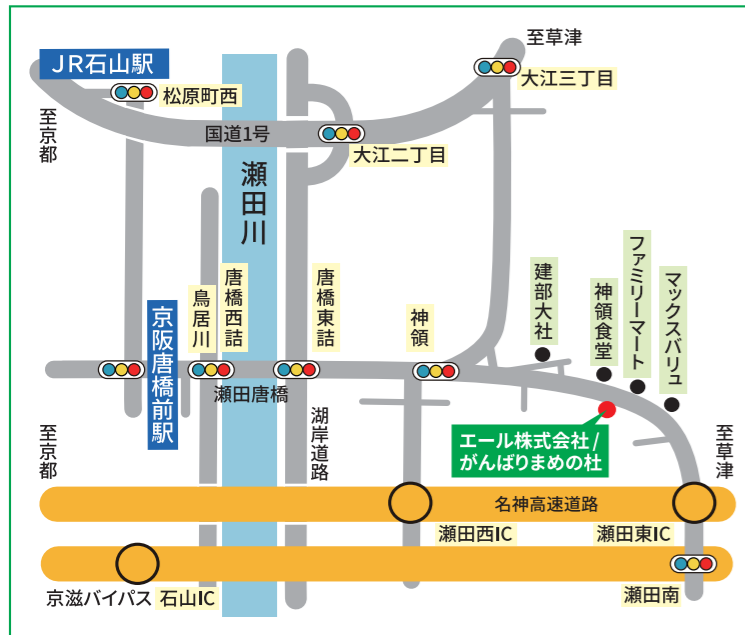 至草津
JR石山駅
大江三丁目
松原町西
至京都
国道1号
大江二丁目
瀬田川
ファミリーマート
マックスバリュ
建部大社
神領食堂
鳥居川
唐橋西詰
唐橋東詰
神領
京阪唐橋前駅
瀬田唐橋
湖岸道路
至京都
エール株式会社/
がんばりまめの杜
至草津
名神高速道路
瀬田西IC
瀬田東IC
京滋バイパス
石山IC
瀬田南